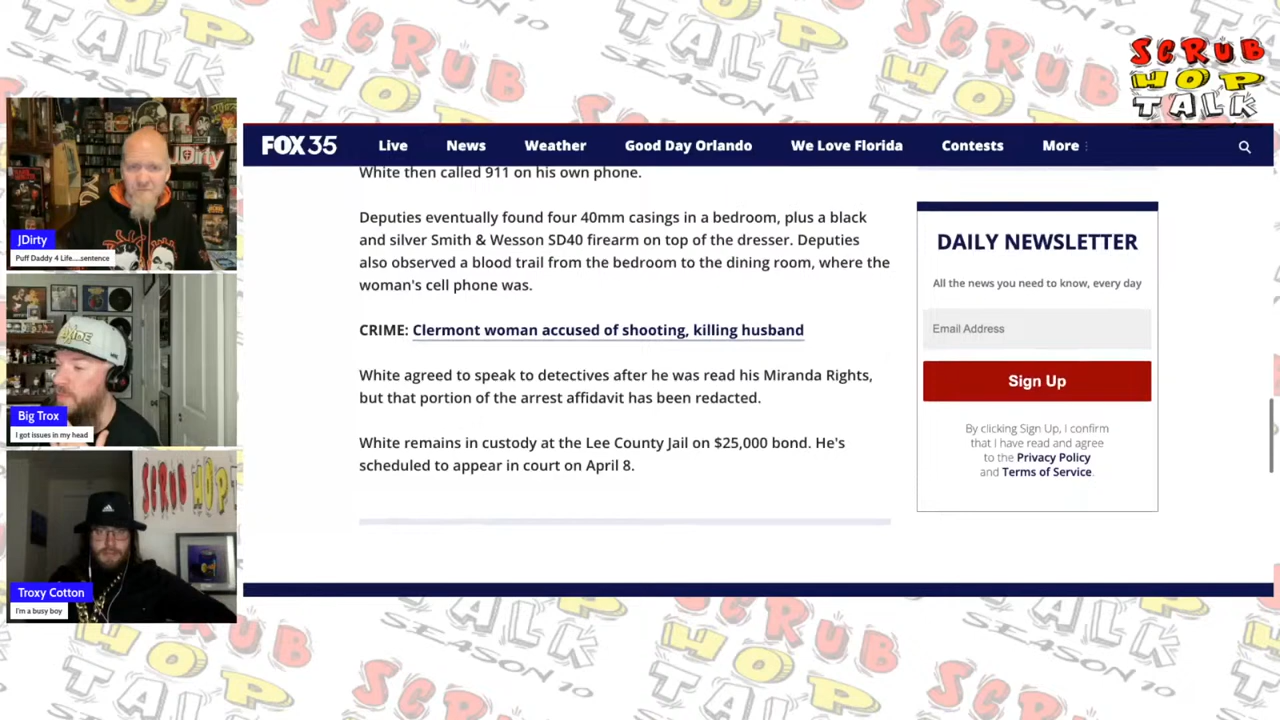 SCRUB
HOP
TALK
SEASON 10
FOX 35
Live
News
Weather
Good Day Orlando
We Love Florida
Contests
More
White then called 911 on his own phone.
Deputies eventually found four 40mm casings in a bedroom, plus a black
and silver Smith & Wesson SD40 firearm on top of the dresser. Deputies
also observed a blood trail from the bedroom to the dining room, where the
woman's cell phone was.
CRIME: Clermont woman accused of shooting, killing husband
White agreed to speak to detectives after he was read his Miranda Rights,
but that portion of the arrest affidavit has been redacted.
White remains in custody at the Lee County Jail on $25,000 bond. He's
scheduled to appear in court on April 8.
DAILY NEWSLETTER
All the news you need to know, every day
Email Address
Sign Up
By clicking Sign Up, I confirm
that I have read and agree
to the Privacy Policy
and Terms of Service.
JDirty
JDirty
Puff Daddy 4 Life....sentence
Big Trox
I got issues in my head
SCRUB HOP
Troxy Cotton
I'm a busy boy